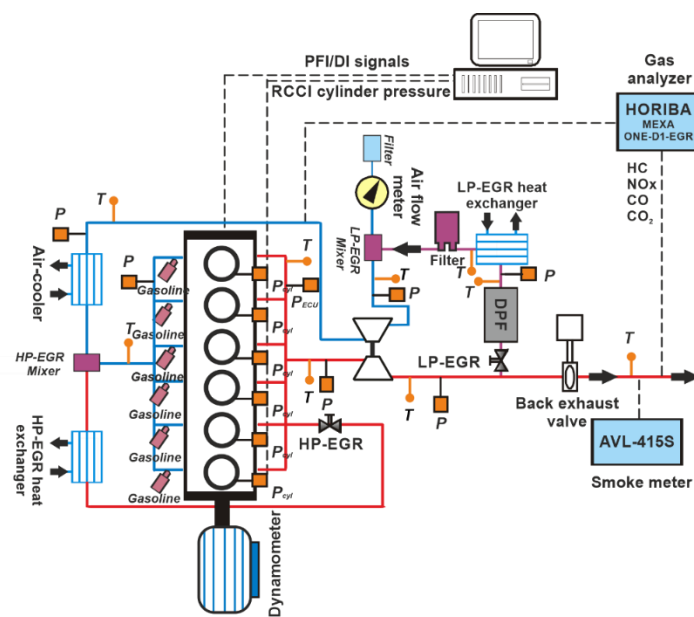 PFI/DI signals
RCCI cylinder pressure
Gas
analyzer
HORIBA
MEXA
ONE-D1-EGR
HC
NOx
CO
CO2
Filter
Air flow
meter
LP-EGR heat
exchanger
LP-EGR
Mixer
Filter
T
P
T
T
P
T
P
DPF
Air-cooler
P
T
HP-EGR
Mixer
HP-EGR heat
exchanger
Gasoline
Gasoline
Gasoline
Gasoline
Gasoline
Gasoline
Pcyl
Pcyl
Pcyl
Pcyl
Pcyl
Pcyl
T
PECU
T
P
HP-EGR
LP-EGR
T
P
Back exhaust
valve
T
AVL-415S
Smoke meter
Dynamometer